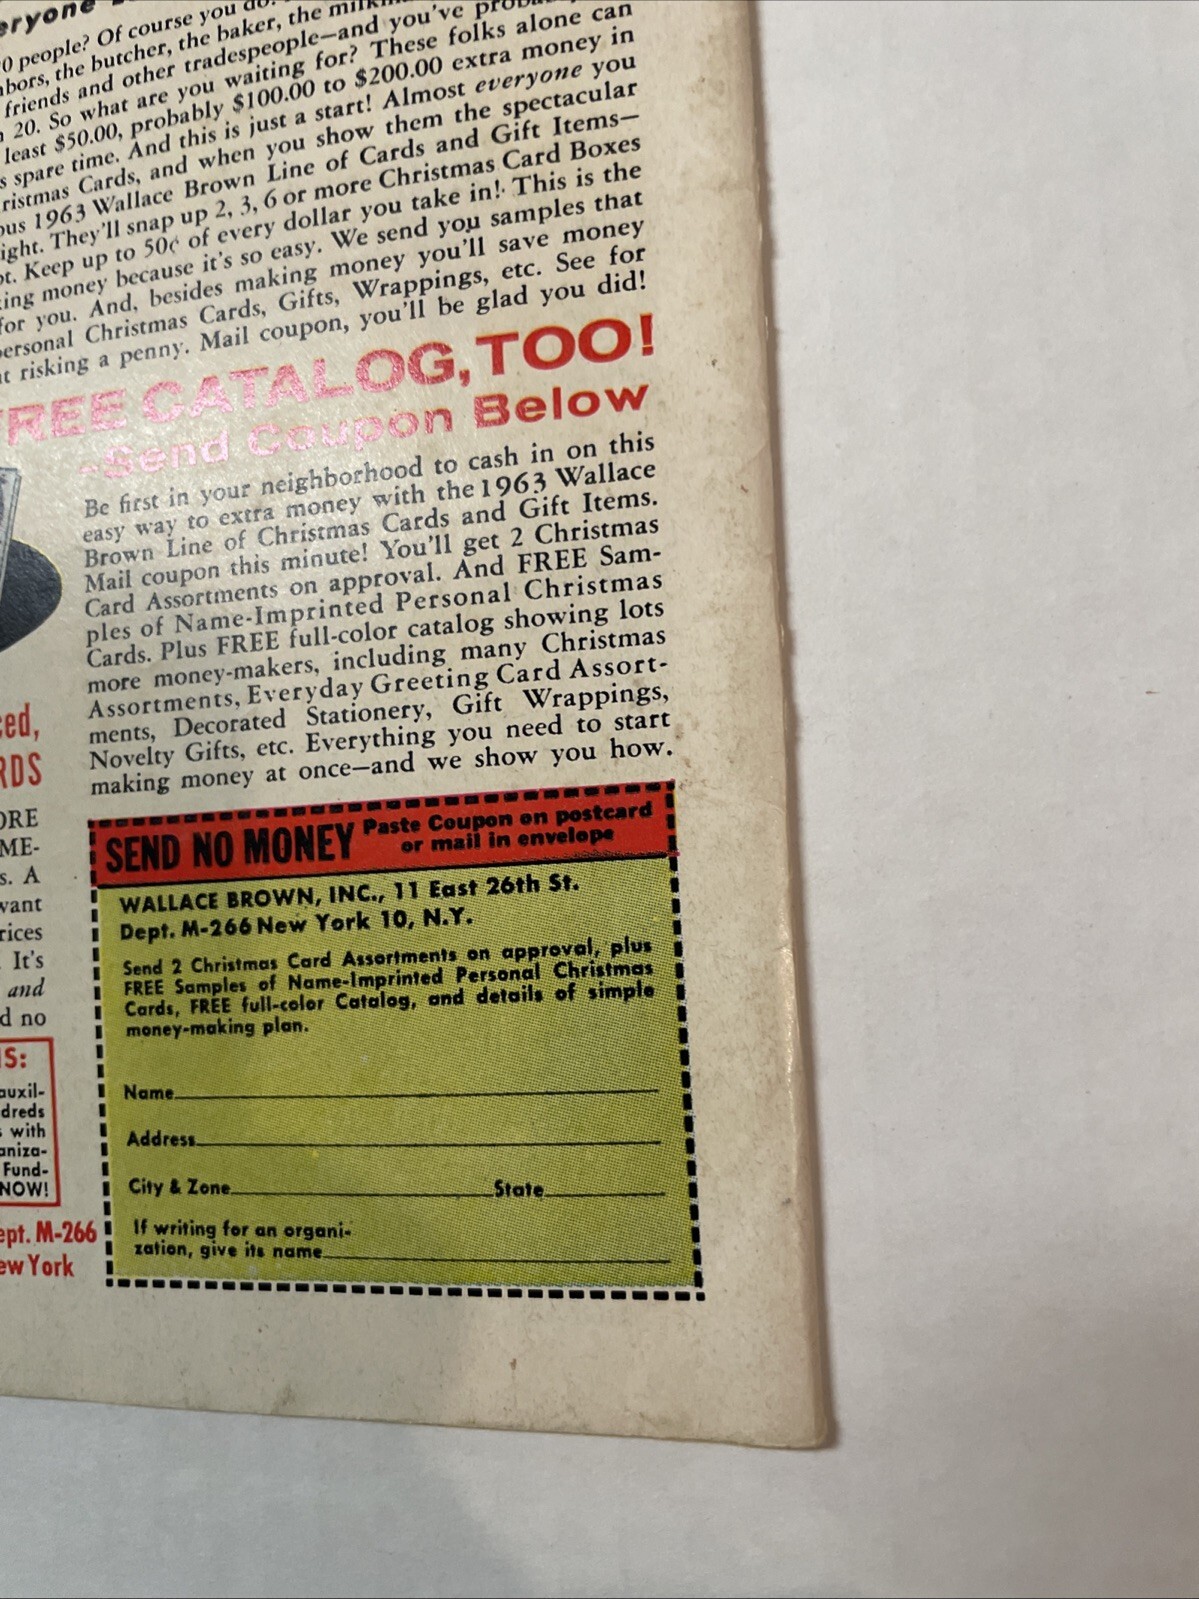 eryone
0 people? Of course you do.
bors, the butcher, the baker, the
friends and other tradespeople—and you've
20. So what are you waiting for? These folks alone can
least $50.00, probably $100.00 to $200.00 extra money in
s spare time. And this is just a start! Almost everyone you
ristmas Cards, and when you show them the spectacular
ous 1963 Wallace Brown Line of Cards and Gift Items—
ight. They'll snap up 2, 3, 6 or more Christmas Card Boxes
ot. Keep up to 50¢ of every dollar you take in! This is the
ing money because it's so easy. We send you samples that
for you. And, besides making money you'll save money
ersonal Christmas Cards, Gifts, Wrappings, etc. See for
t risking a penny. Mail coupon, you'll be glad you did!
FREE CATALOG, TOO!
-Send Coupon Below
Be first in your neighborhood to cash in on this
easy way to extra money with the 1963 Wallace
Brown Line of Christmas Cards and Gift Items.
Mail coupon this minute! You'll get 2 Christmas
Card Assortments on approval. And FREE Sam-
ples of Name-Imprinted Personal Christmas
Cards. Plus FREE full-color catalog showing lots
more money-makers, including many Christmas
Assortments, Everyday Greeting Card Assort-
ments, Decorated Stationery, Gift Wrappings,
Novelty Gifts, etc. Everything you need to start
making money at once—and we show you how.
ced,
RDS
ORE
ME-
s. A
want
rices
It's
and
d no
IS:
auxil-
dreds
s with
aniza-
Fund-
NOW!
ept. M-266
ew York
SEND NO MONEY Paste Coupon on postcard
or mail in envelope
WALLACE BROWN, INC., 11 East 26th St.
Dept. M-266 New York 10, N.Y.
Send 2 Christmas Card Assortments on approval, plus
FREE Samples of Name-Imprinted Personal Christmas
Cards, FREE full-color Catalog, and details of simple
money-making plan.
Name
Address
City & Zone State
If writing for an organi-
zation, give its name